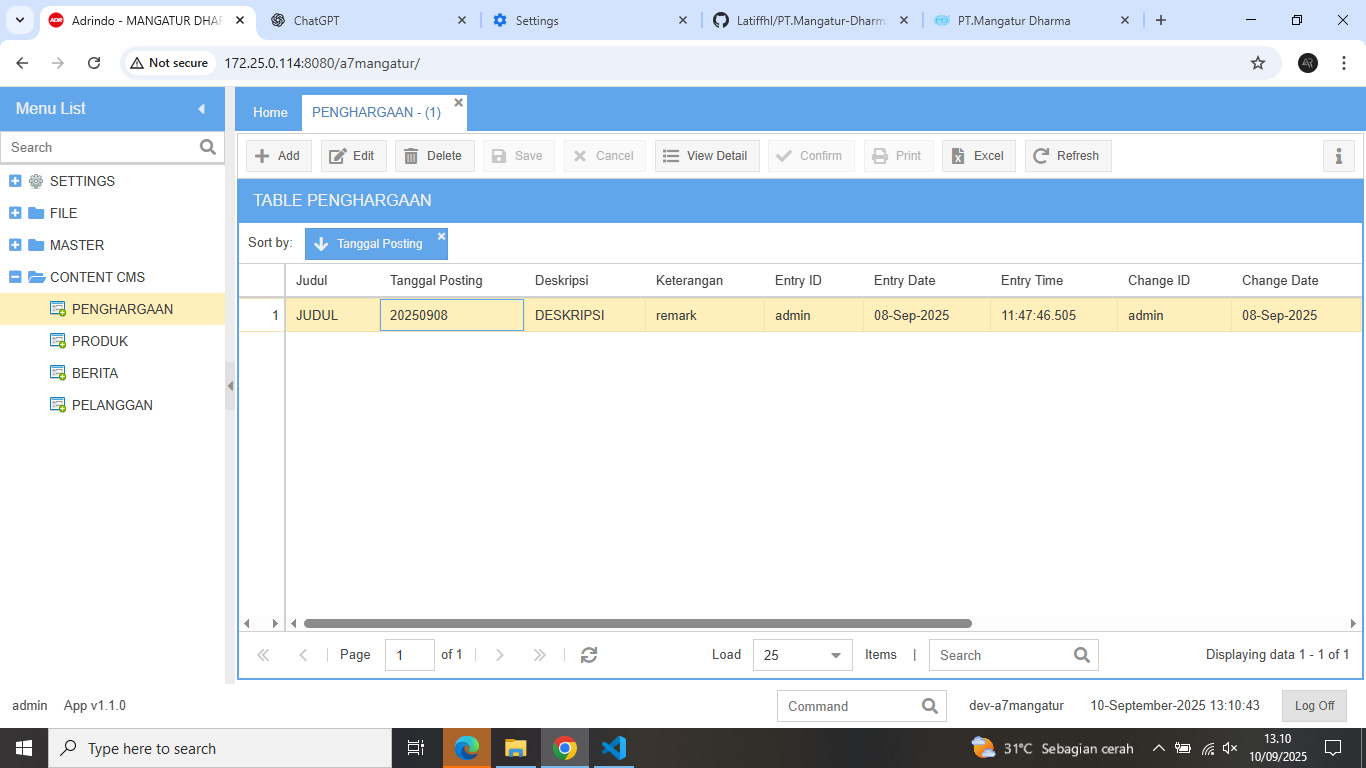 Adrindo - MANGATUR DHAR
ChatGPT
Settings
Latiffhl/PT.Mangatur-Dharm
PT.Mangatur Dharma
Not secure
172.25.0.114:8080/a7mangatur/
Menu List
Home
PENGHARGAAN - (1)
Search
Add
Edit
Delete
Save
Cancel
View Detail
Confirm
Print
Excel
Refresh
SETTINGS
FILE
MASTER
CONTENT CMS
PENGHARGAAN
PRODUK
BERITA
PELANGGAN
TABLE PENGHARGAAN
Sort by: Tanggal Posting
Judul Tanggal Posting Deskripsi Keterangan Entry ID Entry Date Entry Time Change ID Change Date
1 JUDUL 20250908 DESKRIPSI remark admin 08-Sep-2025 11:47:46.505 admin 08-Sep-2025
Page 1 of 1
Load 25 Items | Search
Displaying data 1 - 1 of 1
admin App v1.1.0
Command
dev-a7mangatur
10-September-2025 13:10:43
Log Off
Type here to search
31°C Sebagian cerah
13.10
10/09/2025